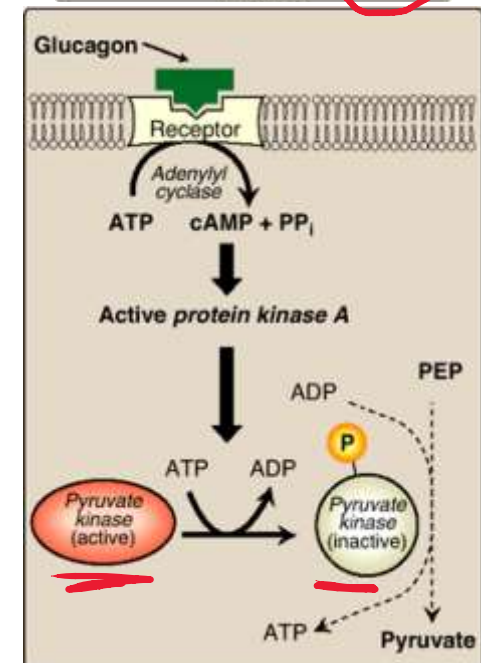 Glucagon
Receptor
Adenylyl
cyclase
ATP cAMP + PPi
Active protein kinase A
PEP
ADP
P
ATP ADP
Pyruvate
kinase
(active)
Pyruvate
kinase
(inactive)
ATP
Pyruvate